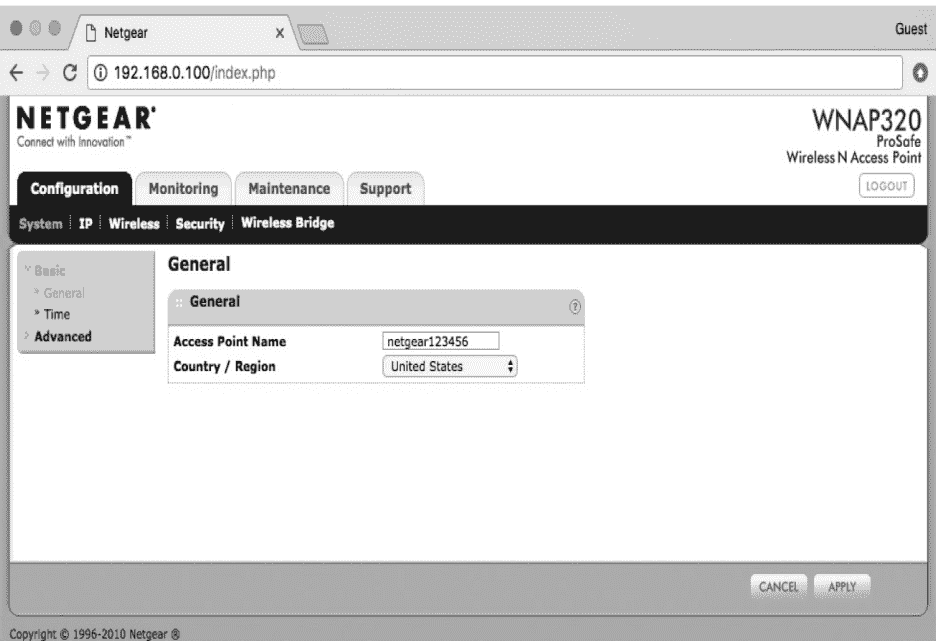 Netgear
Guest
192.168.0.100/index.php
NETGEAR®
Connect with Innovation™
WNAP320
ProSafe
Wireless N Access Point
Configuration Monitoring Maintenance Support
LOGOUT
System IP Wireless Security Wireless Bridge
Basic
General
Time
Advanced
General
General
Access Point Name netgear123456
Country / Region United States
CANCEL APPLY
Copyright © 1996-2010 Netgear ®